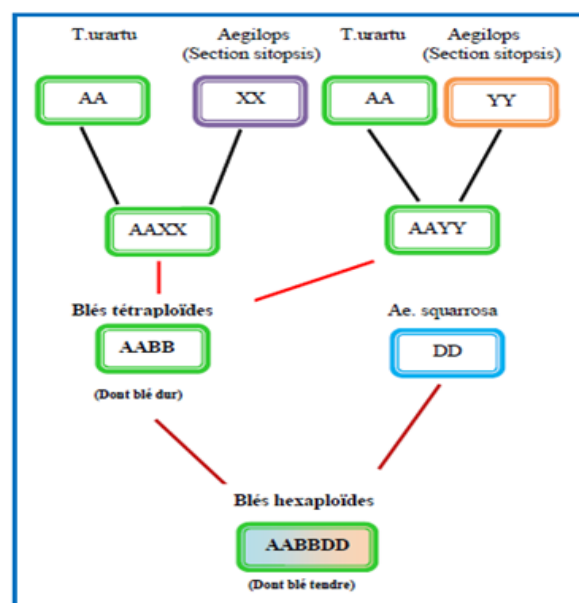 T.urartu Aegilops T.urartu Aegilops
(Section sitopsis) (Section sitopsis)
AA XX AA YY
AAXX AAYY
Blés tétraploïdes Ae. squarrosa
AABB DD
(Dont blé dur)
Blés hexaploïdes
AABBDD
(Dont blé tendre)